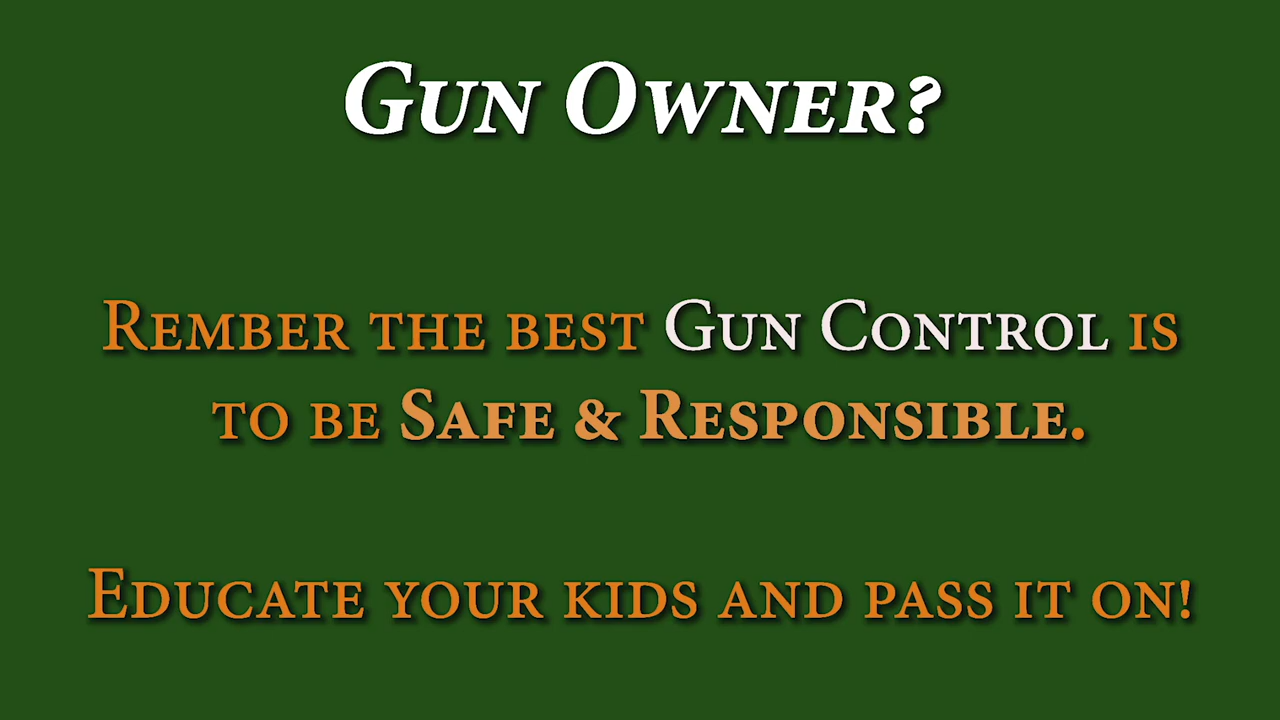 Gun Owner?
Rember the best Gun Control is
to be Safe & Responsible.
Educate your kids and pass it on!